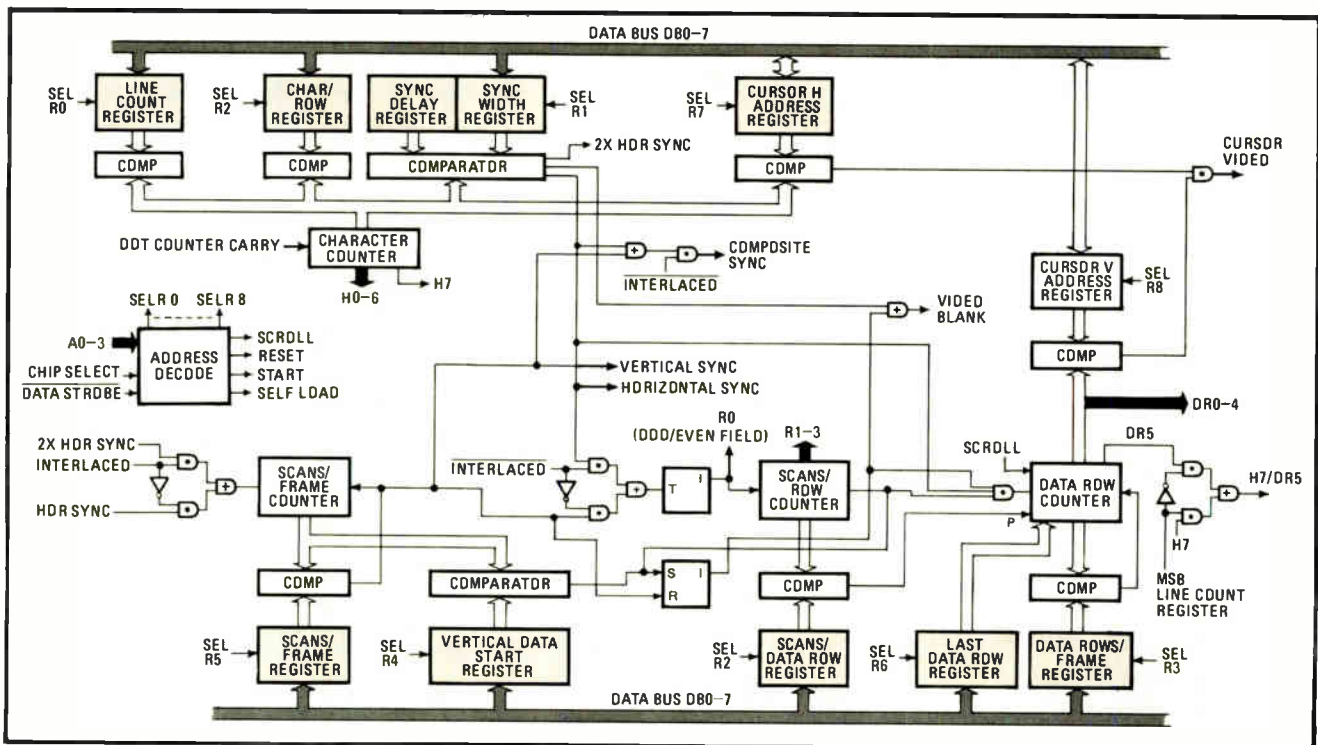 DATA BUS DB0-7
SEL R0
LINE COUNT REGISTER
SEL R2
CHAR/ ROW REGISTER
SYNC DELAY REGISTER
SYNC WIDTH REGISTER
SEL R1
SEL R7
CURSOR H ADDRESS REGISTER
COMP
COMP
COMPARATOR
2X HOR SYNC
COMP
CURSOR VIDEO
DOT COUNTER CARRY
CHARACTER COUNTER
H7
H0-6
COMPOSITE SYNC
INTERLACED
CURSOR V ADDRESS REGISTER
SEL R8
SELR 0
SELR 8
A0-3
ADDRESS DECODE
SCROLL
RESET
START
SELF LOAD
CHIP SELECT
DATA STROBE
VIDEO BLANK
COMP
VERTICAL SYNC
HORIZONTAL SYNC
DR0-4
R0
(ODD/EVEN FIELD)
R1-3
DR5
2X HOR SYNC
INTERLACED
HOR SYNC
SCANS/ FRAME COUNTER
INTERLACED
T
I
SCANS/ ROW COUNTER
SCROLL
DATA ROW COUNTER
P
H7/DR5
H7
COMP
COMPARATOR
S
R
I
COMP
COMP
MSB LINE COUNT REGISTER
SEL R5
SCANS/ FRAME REGISTER
SEL R4
VERTICAL DATA START REGISTER
SEL R2
SCANS/ DATA ROW REGISTER
SEL R6
LAST DATA ROW REGISTER
DATA ROWS/ FRAME REGISTER
SEL R3
DATA BUS DB0-7